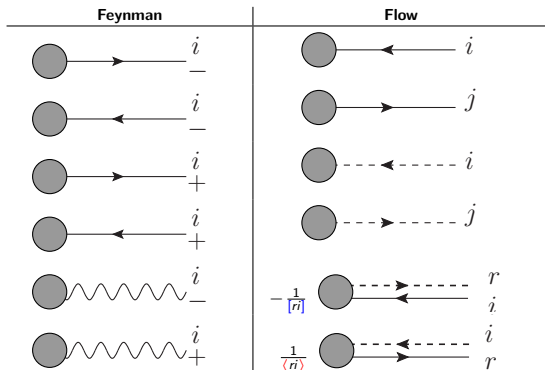 Feynman Flow
i
− i
i
− j
i
+ i
i
+ j
i
− −1/[ri] r
i
i
+ 1/⟨ri⟩ i
r